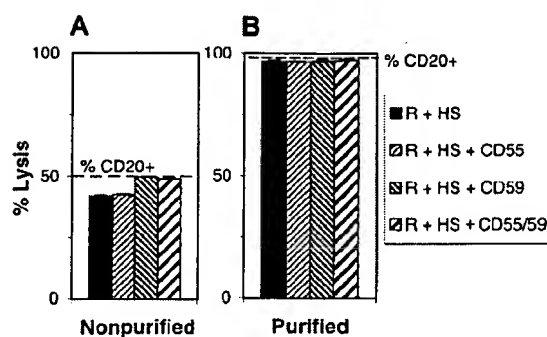 A
B
100
100
% CD20+
% CD20+
% Lysis
50
50
0
0
Nonpurified
Purified
R + HS
R + HS + CD55
R + HS + CD59
R + HS + CD55/59